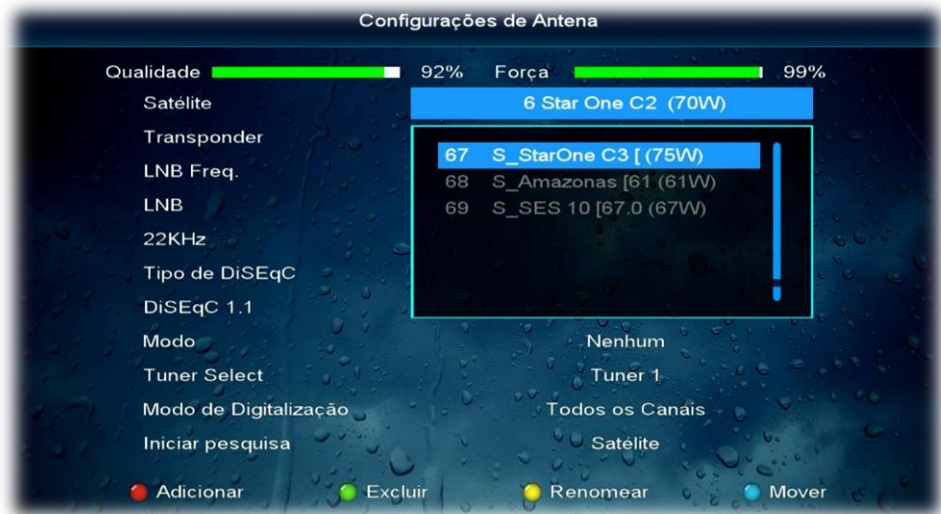 Configurações de Antena
Qualidade 92% Força 99%
Satélite 6 Star One C2 (70W)
Transponder
67 S_StarOne C3 [ (75W)
LNB Freq.
68 S_Amazonas [61 (61W)
LNB
69 S_SES 10 [67.0 (67W)
22KHz
Tipo de DiSEqC
DiSEqC 1.1
Modo Nenhum
Tuner Select Tuner 1
Modo de Digitalização Todos os Canais
Iniciar pesquisa Satélite
Adicionar Excluir Renomear Mover